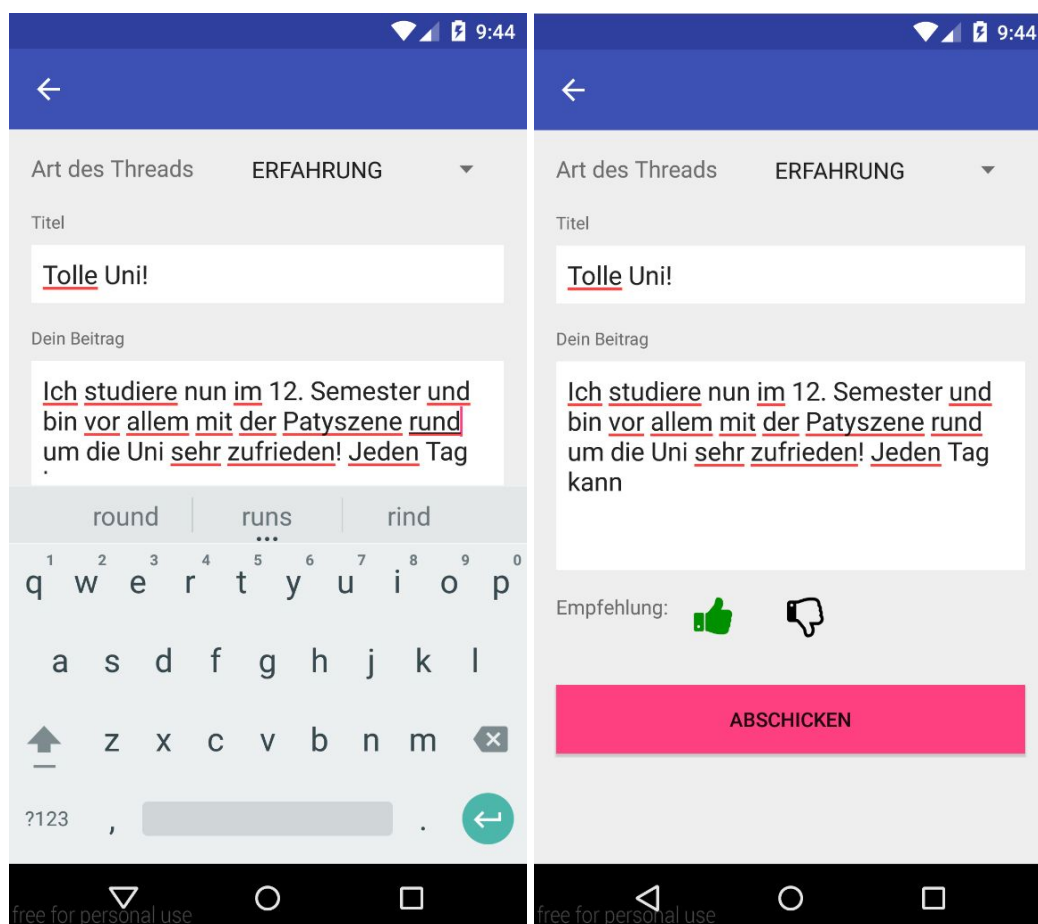 9:44
Art des Threads ERFAHRUNG
Titel
Tolle Uni!
Dein Beitrag
Ich studiere nun im 12. Semester und
bin vor allem mit der Patyszene rund
um die Uni sehr zufrieden! Jeden Tag
round runs rind
1 2 3 4 5 6 7 8 9 0
q w e r t y u i o p
a s d f g h j k l
z x c v b n m
?123 , .
free for personal use
9:44
Art des Threads ERFAHRUNG
Titel
Tolle Uni!
Dein Beitrag
Ich studiere nun im 12. Semester und
bin vor allem mit der Patyszene rund
um die Uni sehr zufrieden! Jeden Tag
kann
Empfehlung:
ABSCHICKEN
free for personal use